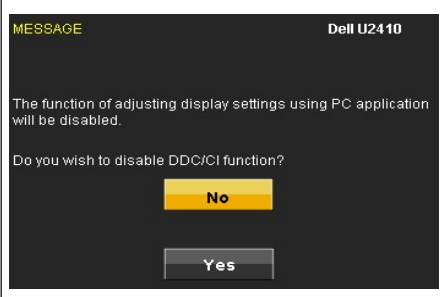 MESSAGE Dell U2410
The function of adjusting display settings using PC application
will be disabled.
Do you wish to disable DDC/CI function?
No
Yes